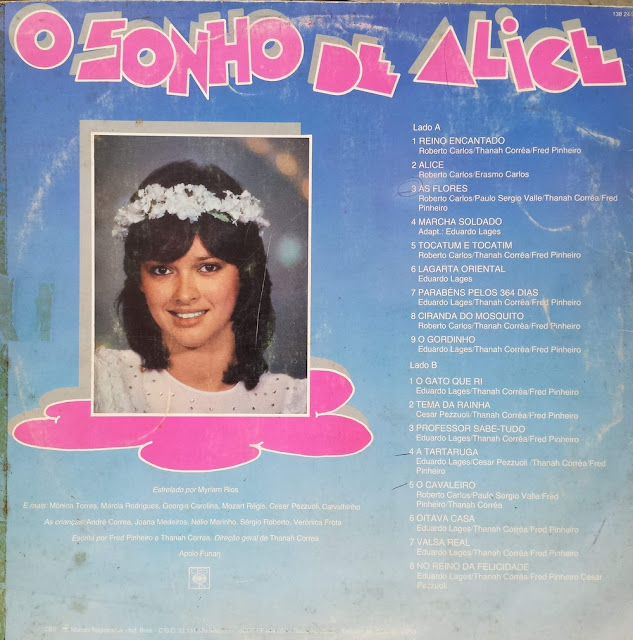 O SONHO DE ALICE
138 24
Lado A
1 REINO ENCANTADO
Roberto Carlos/Thanah Corrêa/Fred Pinheiro
2 ALICE
Roberto Carlos/Erasmo Carlos
3 AS FLORES
Roberto Carlos/Paulo Sergio Valle/Thanah Corrêa/Fred
Pinheiro
4 MARCHA SOLDADO
Adapt.: Eduardo Lages
5 TOCATUM E TOCATIM
Roberto Carlos/Thanah Corrêa/Fred Pinheiro
6 LAGARTA ORIENTAL
Eduardo Lages
7 PARABÉNS PELOS 364 DIAS
Eduardo Lages/Thanah Corrêa/Fred Pinheiro
8 CIRANDA DO MOSQUITO
Roberto Carlos/Thanah Corrêa/Fred Pinheiro
9 O GORDINHO
Eduardo Lages/Thanah Corrêa/Fred Pinheiro
Lado B
1 O GATO QUE RI
Eduardo Lages/Thanah Corrêa/Fred Pinheiro
2 TEMA DA RAINHA
Cesar Pezzuoli/Thanah Corrêa/Fred Pinheiro
3 PROFESSOR SABE-TUDO
Eduardo Lages/Thanah Corrêa/Fred Pinheiro
4 A TARTARUGA
Eduardo Lages/Cesar Pezzuoli /Thanah Corrêa/Fred
Pinheiro
5 O CAVALEIRO
Roberto Carlos/Paulo Sergio Valle/Fred
Pinheiro/Thanah Corrêa
6 OITAVA CASA
Eduardo Lages/Thanah Corrêa/Fred Pinheiro
7 VALSA REAL
Eduardo Lages/Thanah Corrêa/Fred Pinheiro
8 NO REINO DA FELICIDADE
Eduardo Lages/Thanah Corrêa/Fred Pinheiro Cesar
Pezzuoli
Estrelado por Myriam Rios
E mais: Mônica Torres, Marcia Rodrigues, Georgia Carolina, Mozart Régis, Cesar Pezzuoli, Carvalhinho
As crianças: André Correa, Joana Medeiros, Nélio Marinho, Sérgio Roberto, Verônica Frota
Escrito por Fred Pinheiro e Thanah Correa. Direção geral de Thanah Correa
Apoio Funarj
CBS